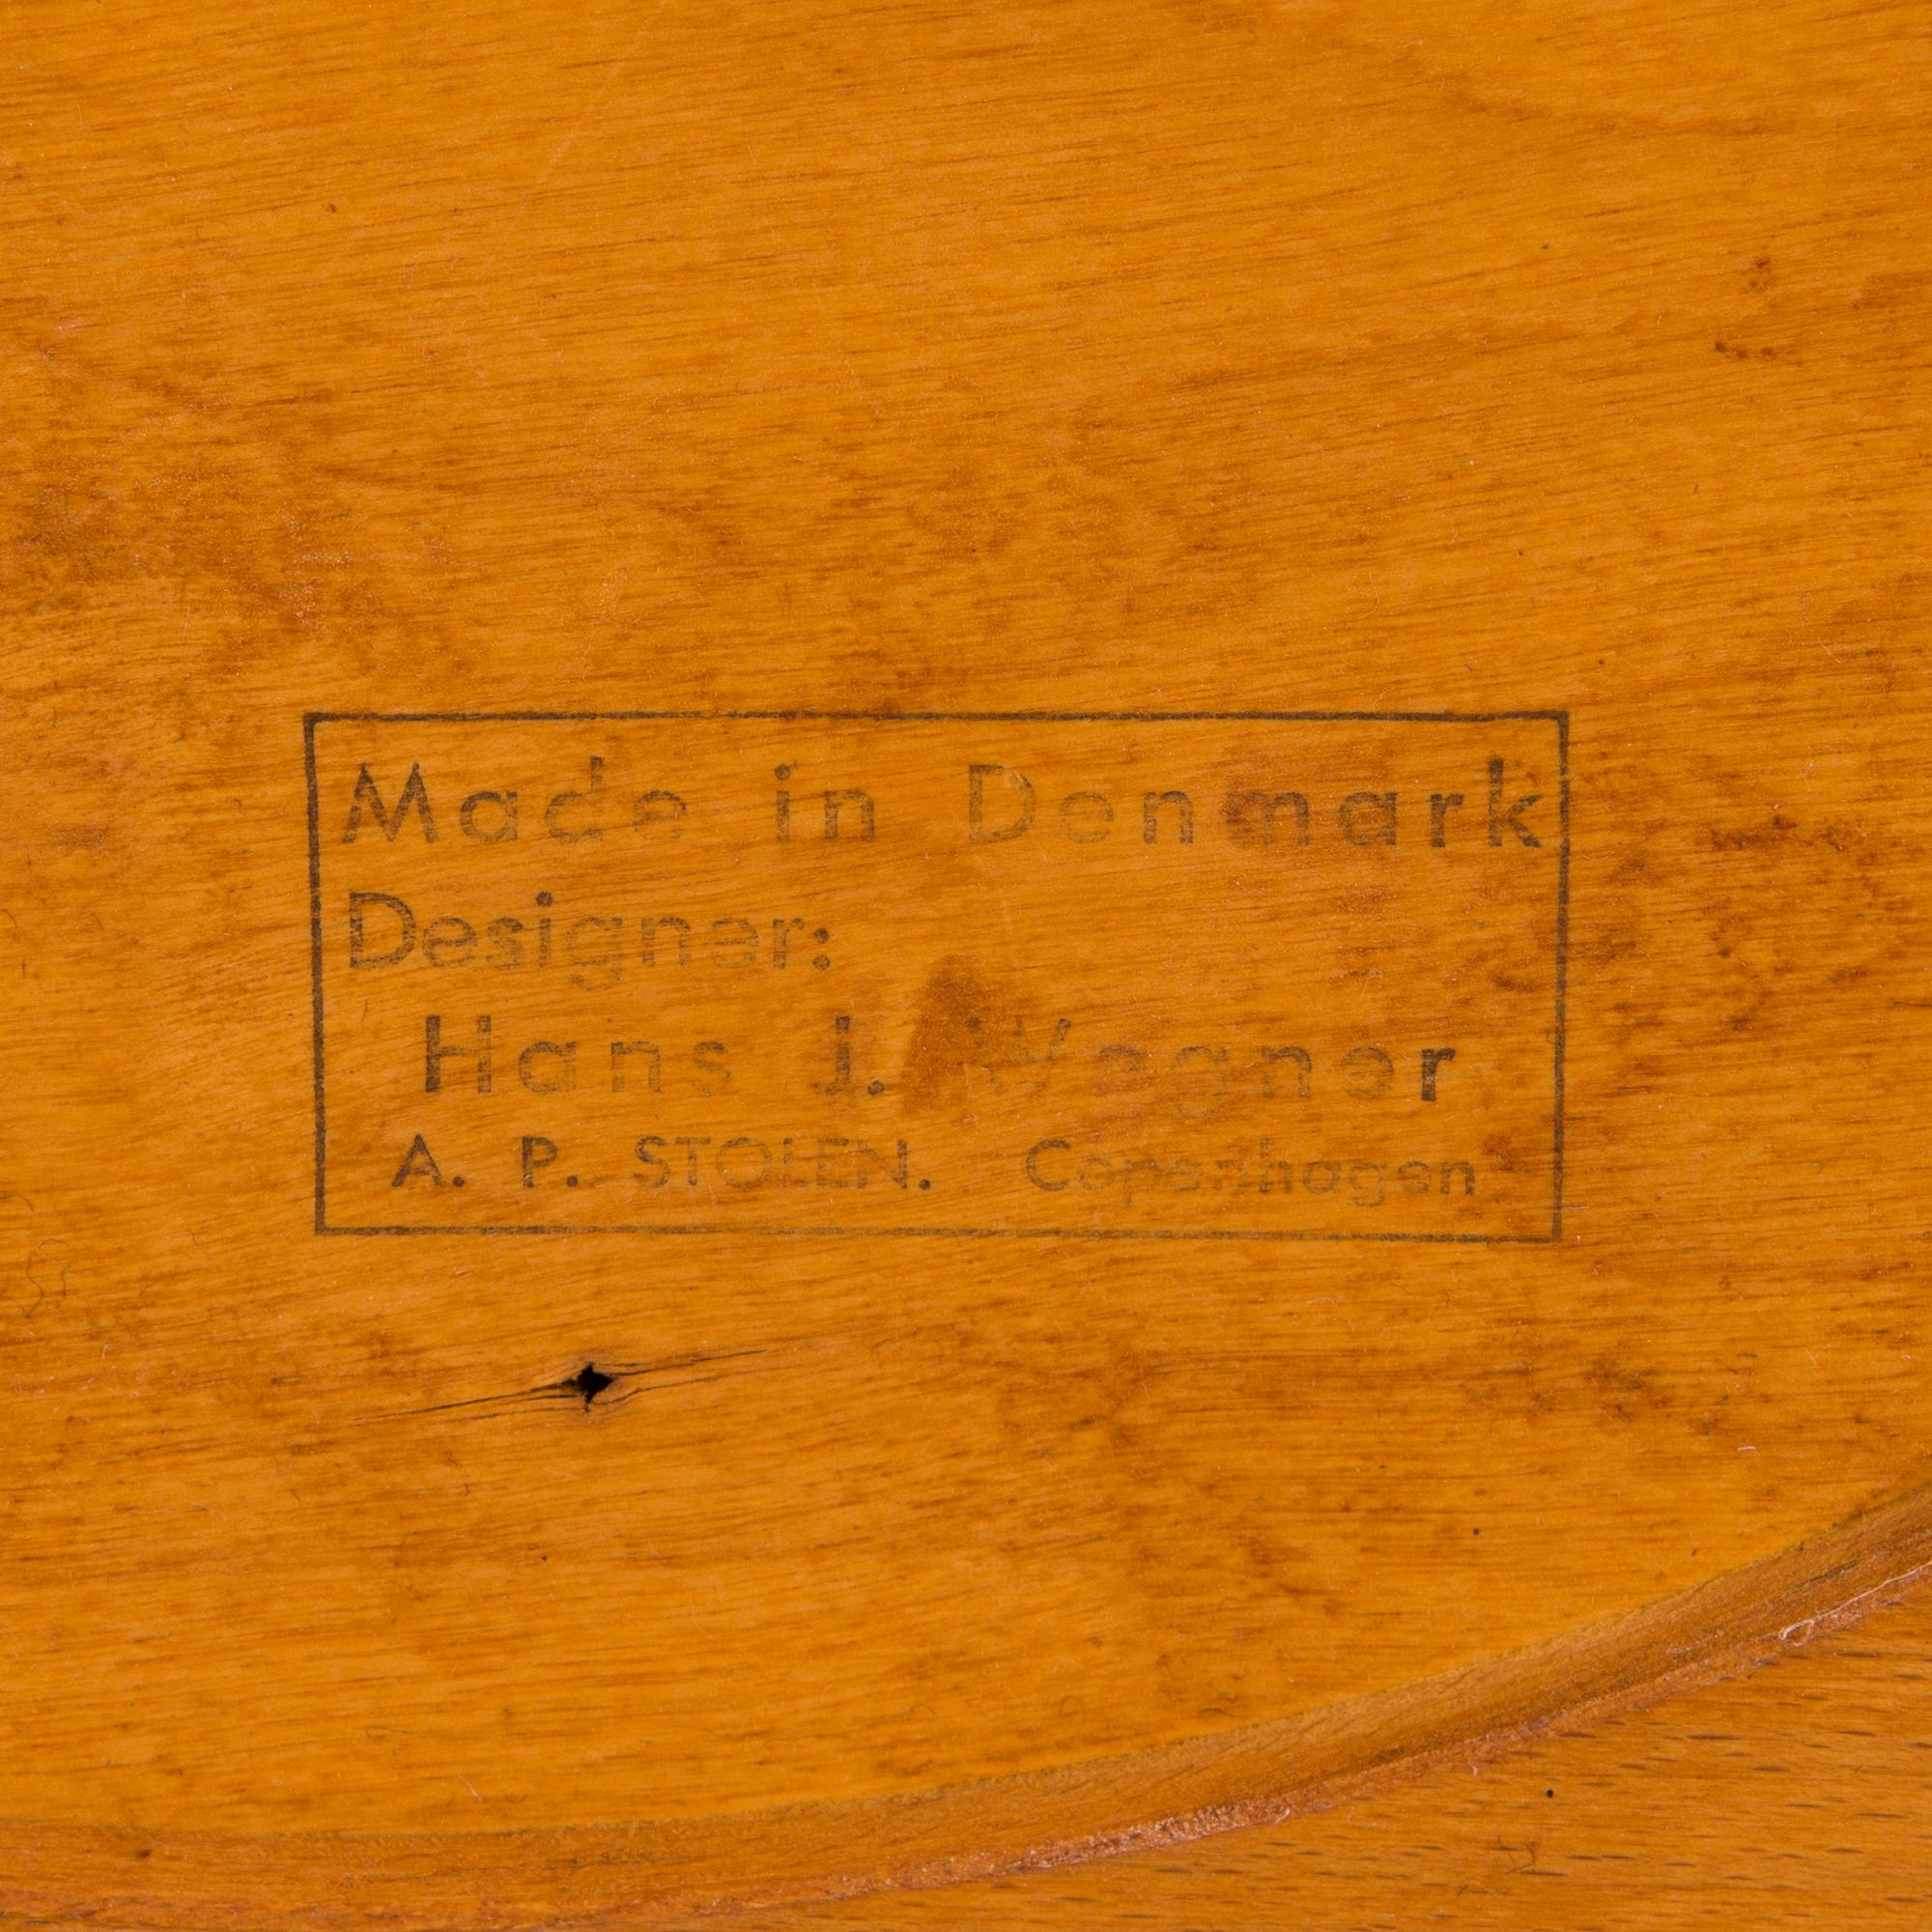 Made in Denmark
Designer:
Hans J. Wegner
A. P. STOLEN. Copenhagen